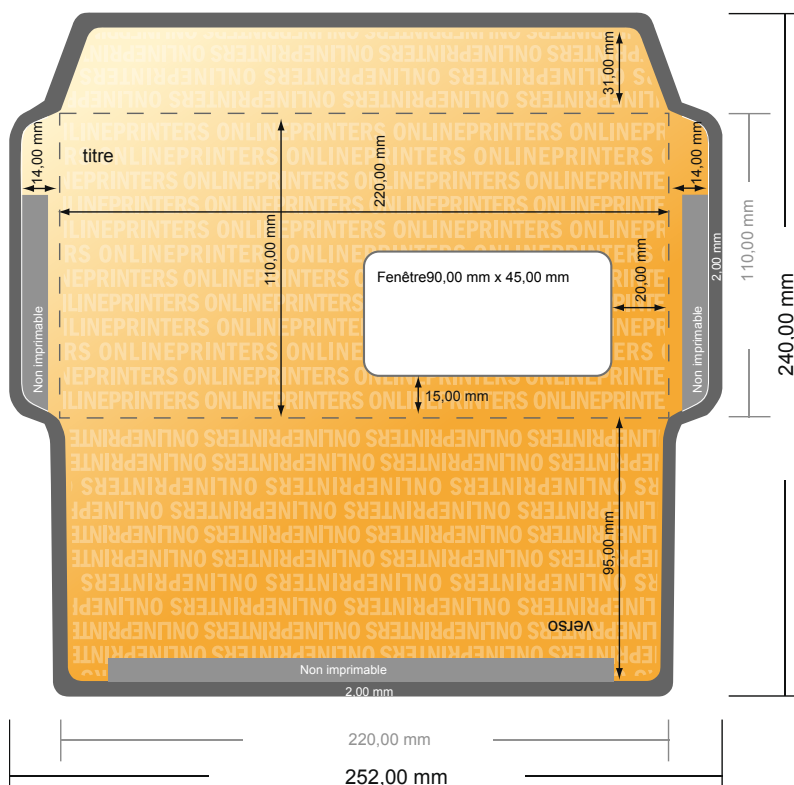 ONLINEPRINTERS ONLINEPRINTERS
31,00 mm
14,00 mm
titre
14,00 mm
220,00 mm
110,00 mm
Fenêtre90,00 mm x 45,00 mm
20,00 mm
2,00 mm
110,00 mm
240.00 mm
Non imprimable
Non imprimable
15,00 mm
95,00 mm
verso
Non imprimable
2,00 mm
220,00 mm
252,00 mm